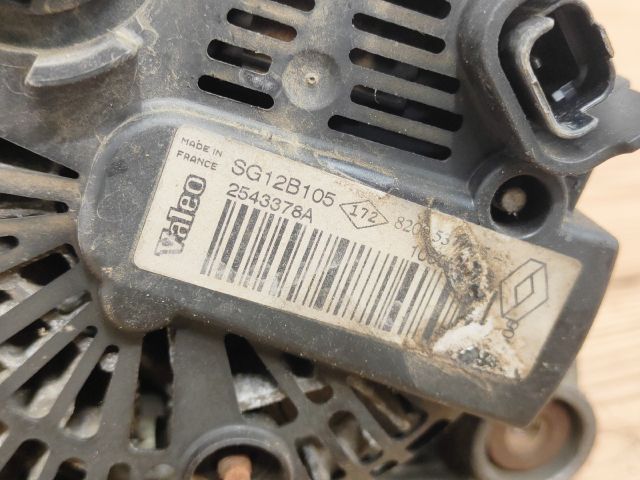 MADE IN
FRANCE
Valeo
SG12B105
2543376A
172